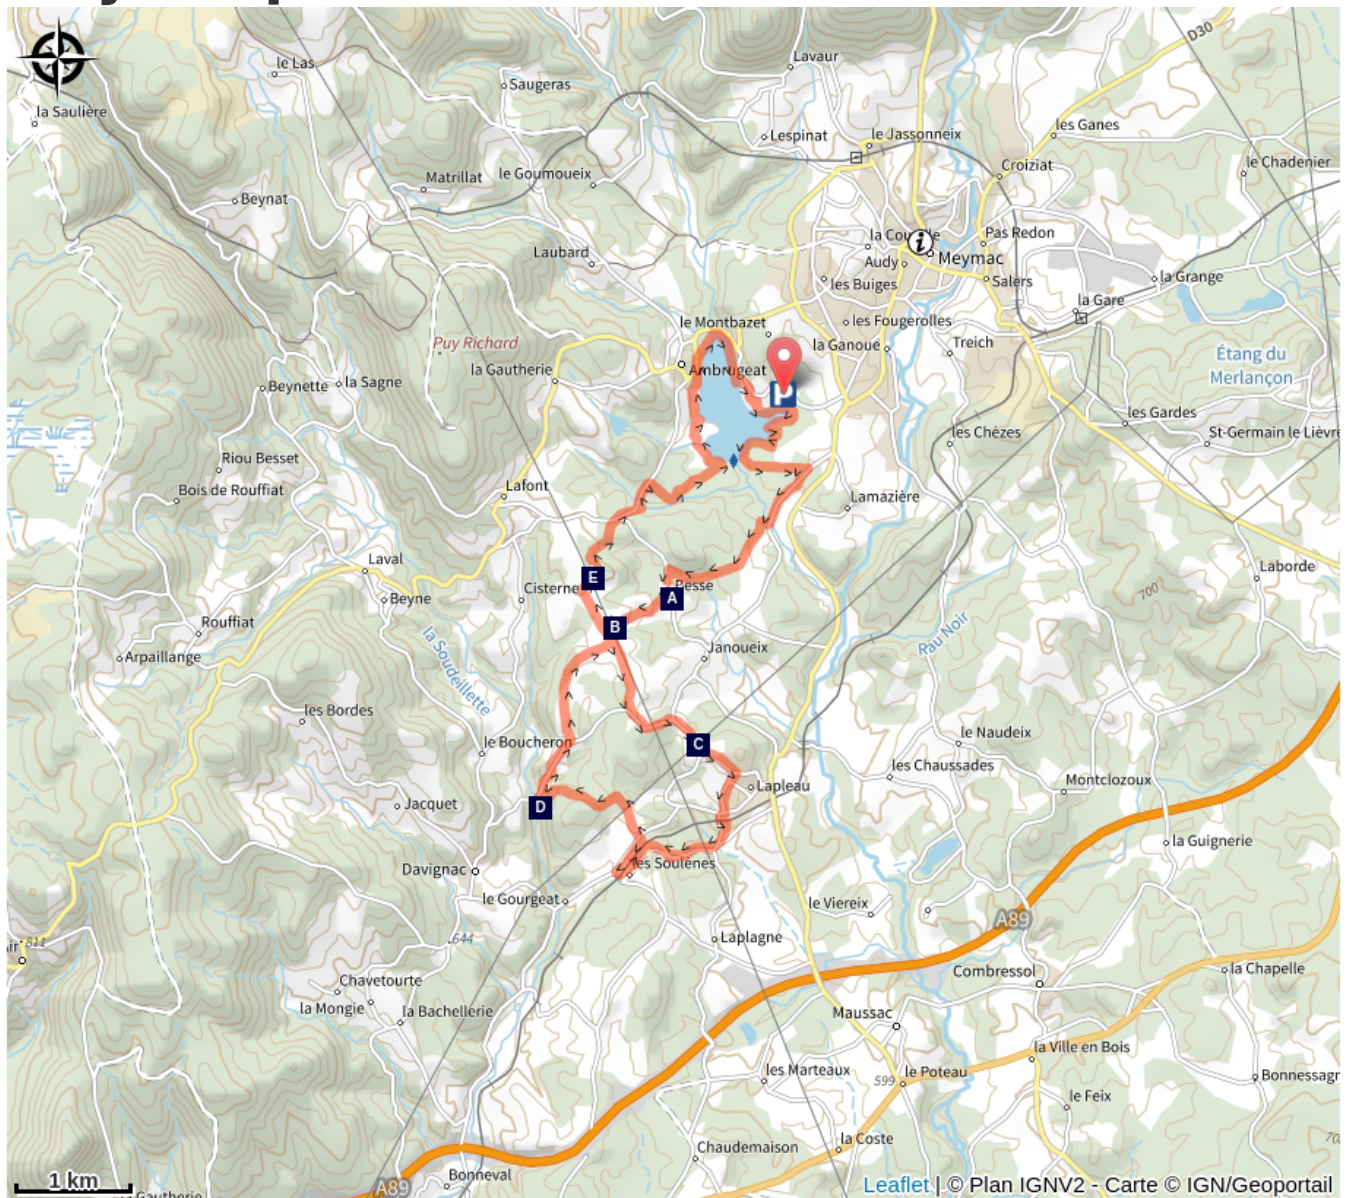 D30
Lavaur
le Las
Saugeras
la Saulière
les Ganes
Lespinat
le Jassonneix
le Chadenier
Croiziat
Matrillat
le Goumoueix
Beynat
Pas Redon
i
Laubard
Audy
Meymac
la Grange
Salers
les Buiges
la Gare
le Montbazet
les Fougerolles
Puy Richard
la Ganoue
Treich
Étang du
Merlançon
la Gautherie
Ambrugeat
Beynette
la Sagne
P
les Gardes
les Chèzes
St-Germain le Lièvre
Riou Besset
Bois de Rouffiat
Lafont
Lamazière
Laval
Laborde
E
Cisterne
Besse
A
700
Beyne
Rouffiat
B
Rau Noir
la Soudeillette
Janoueix
Arpaillange
les Bordes
le Naudeix
C
le Boucheron
les Chaussades
Montclozoux
Lapleau
Jacquet
D
la Guignerie
les Soulènes
Davignac
le Gourgeat
le Viereix
A89
644
Laplagne
811
Combressol
la Chapelle
Chavetourte
la Mongie
la Bachellerie
Maussac
la Ville en Bois
les Marteaux
599
le Poteau
Bonnessagr
le Feix
la Coste
Chaudemaison
Bonneval
1 km
A89
Gautherie
Leaflet | © Plan IGNV2 - Carte © IGN/Geoportail